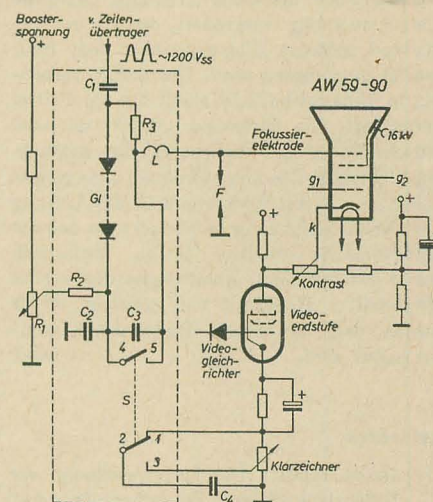 Booster-
spannung
+
v. Zeilen-
übertrager
~1200 Vss
C1
R3
L
Gl
Fokussier-
elektrode
F
AW 59-90
16 kV
g1
g2
k
+
+
Kontrast
R2
R1
C2
C3
4
5
S
Video-
endstufe
Video-
gleich-
richter
+
2
1
3
Klarzeichner
C4